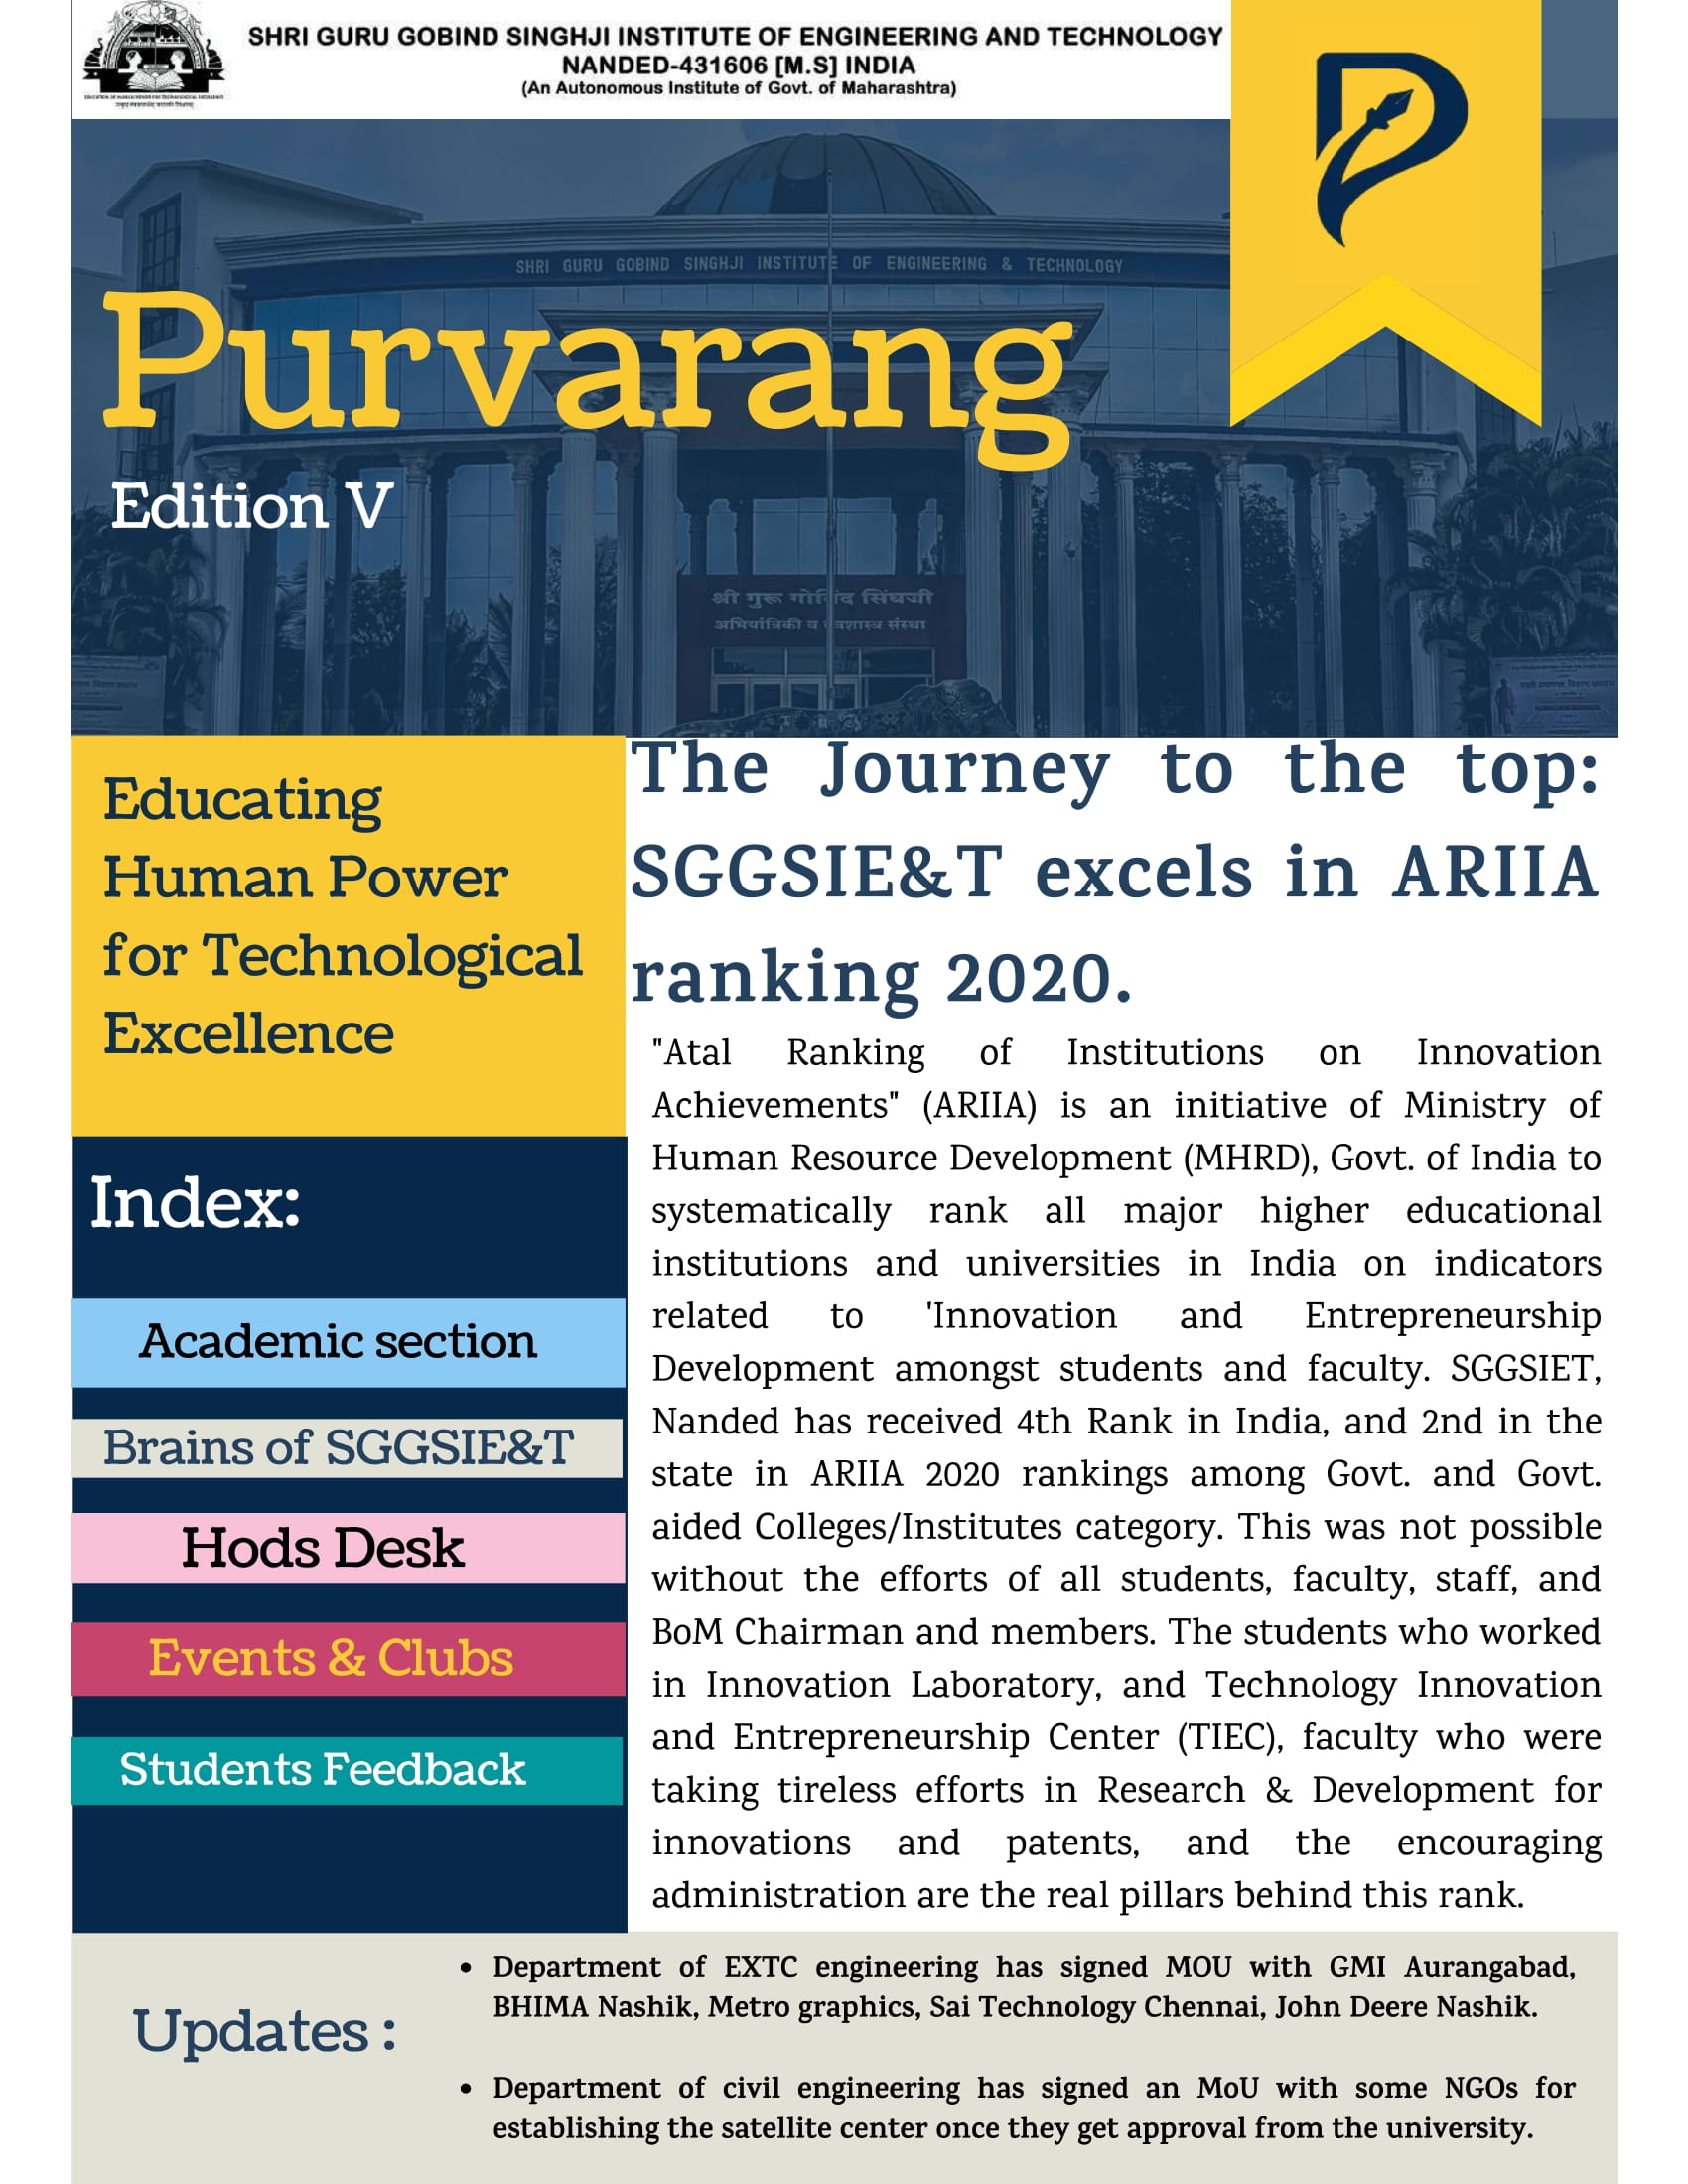 SHRI GURU GOBIND SINGHJI INSTITUTE OF ENGINEERING AND TECHNOLOGY
NANDED-431606 [M.S] INDIA
(An Autonomous Institute of Govt. of Maharashtra)
SHRI GURU GOBIND SINGHJI INSTITUTE OF ENGINEERING & TECHNOLOGY
Purvarang
Edition V
श्री गुरू
सिंघजी
अभियांत्रिकी व
संस्था
Educating
Human Power
for Technological
Excellence
Index:
Academic section
Brains of SGGSIE&T
Hods Desk
Events & Clubs
Students Feedback
The Journey to the top:
SGGSIE&T excels in ARIIA
ranking 2020.
"Atal Ranking of Institutions on Innovation
Achievements" (ARIIA) is an initiative of Ministry of
Human Resource Development (MHRD), Govt. of India to
systematically rank all major higher educational
institutions and universities in India on indicators
related to 'Innovation and Entrepreneurship
Development amongst students and faculty. SGGSIET,
Nanded has received 4th Rank in India, and 2nd in the
state in ARIIA 2020 rankings among Govt. and Govt.
aided Colleges/Institutes category. This was not possible
without the efforts of all students, faculty, staff, and
BoM Chairman and members. The students who worked
in Innovation Laboratory, and Technology Innovation
and Entrepreneurship Center (TIEC), faculty who were
taking tireless efforts in Research & Development for
innovations and patents, and the encouraging
administration are the real pillars behind this rank.
Updates :
• Department of EXTC engineering has signed MOU with GMI Aurangabad,
BHIMA Nashik, Metro graphics, Sai Technology Chennai, John Deere Nashik.
• Department of civil engineering has signed an MoU with some NGOs for
establishing the satellite center once they get approval from the university.